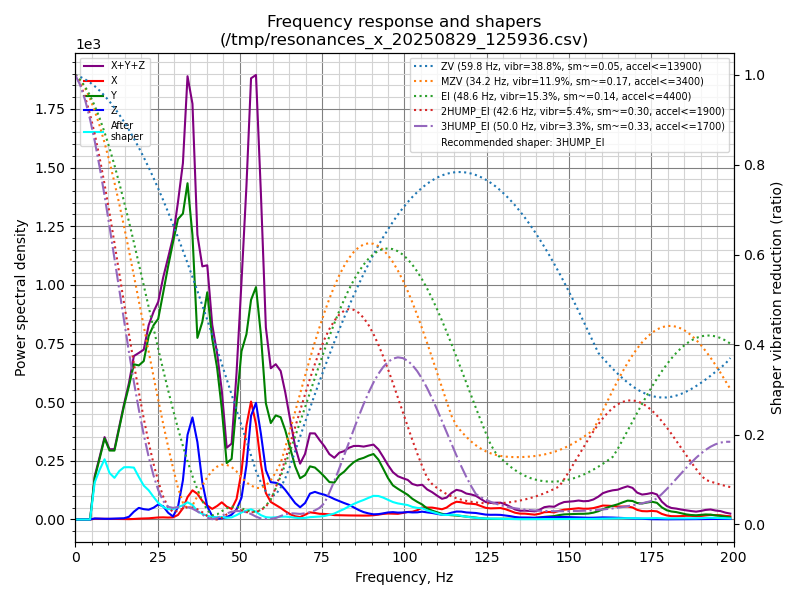 Frequency response and shapers
(/tmp/resonances_x_20250829_125936.csv)
1e3
X+Y+Z
X
Y
Z
After
shaper
ZV (59.8 Hz, vibr=38.8%, sm~=0.05, accel<=13900)
MZV (34.2 Hz, vibr=11.9%, sm~=0.17, accel<=3400)
EI (48.6 Hz, vibr=15.3%, sm~=0.14, accel<=4400)
2HUMP_EI (42.6 Hz, vibr=5.4%, sm~=0.30, accel<=1900)
3HUMP_EI (50.0 Hz, vibr=3.3%, sm~=0.33, accel<=1700)
Recommended shaper: 3HUMP_EI
Power spectral density
1.75
1.50
1.25
1.00
0.75
0.50
0.25
0.00
1.0
0.8
0.6
0.4
0.2
0.0
Shaper vibration reduction (ratio)
0 25 50 75 100 125 150 175 200
Frequency, Hz